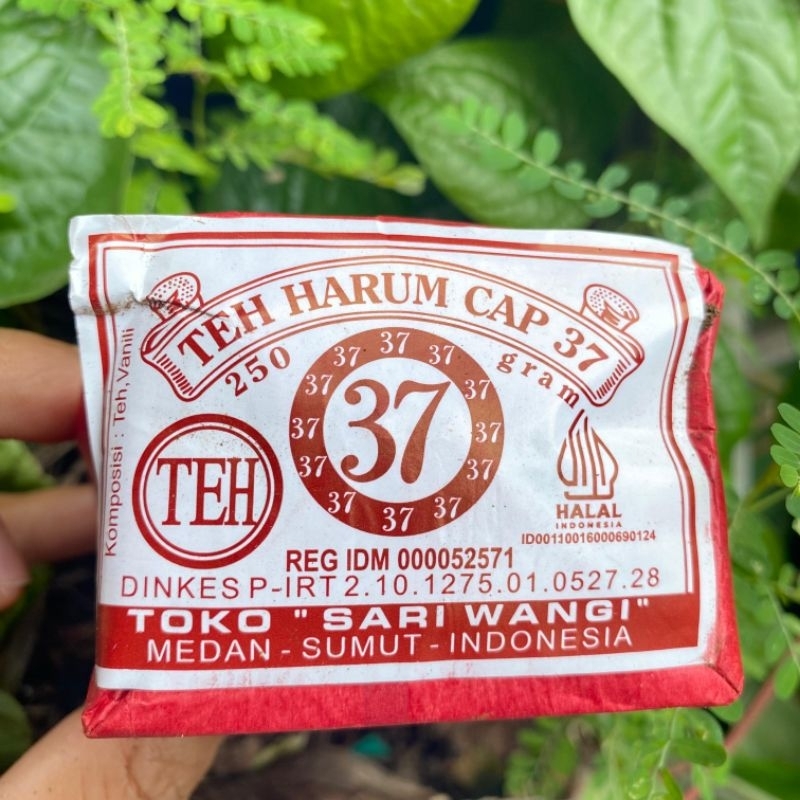 TEH HARUM CAP 37
250 gram
37 37 37 37 37 37 37 37 37 37 37 37
37
Komposisi : Teh,Vanili
TEH
HALAL
INDONESIA
ID00110016000690124
REG IDM 000052571
DINKES P-IRT 2.10.1275.01.0527.28
TOKO "SARI WANGI"
MEDAN - SUMUT - INDONESIA